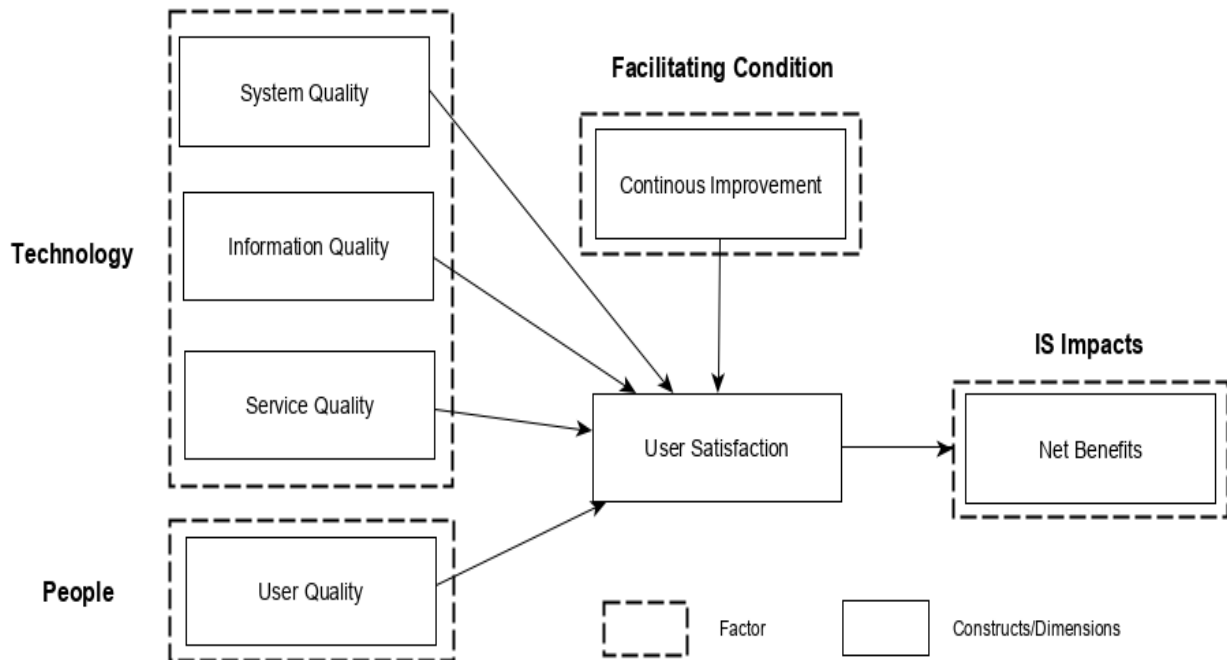 System Quality
Facilitating Condition
Continous Improvement
Technology
Information Quality
IS Impacts
Service Quality
User Satisfaction
Net Benefits
People
User Quality
Factor
Constructs/Dimensions